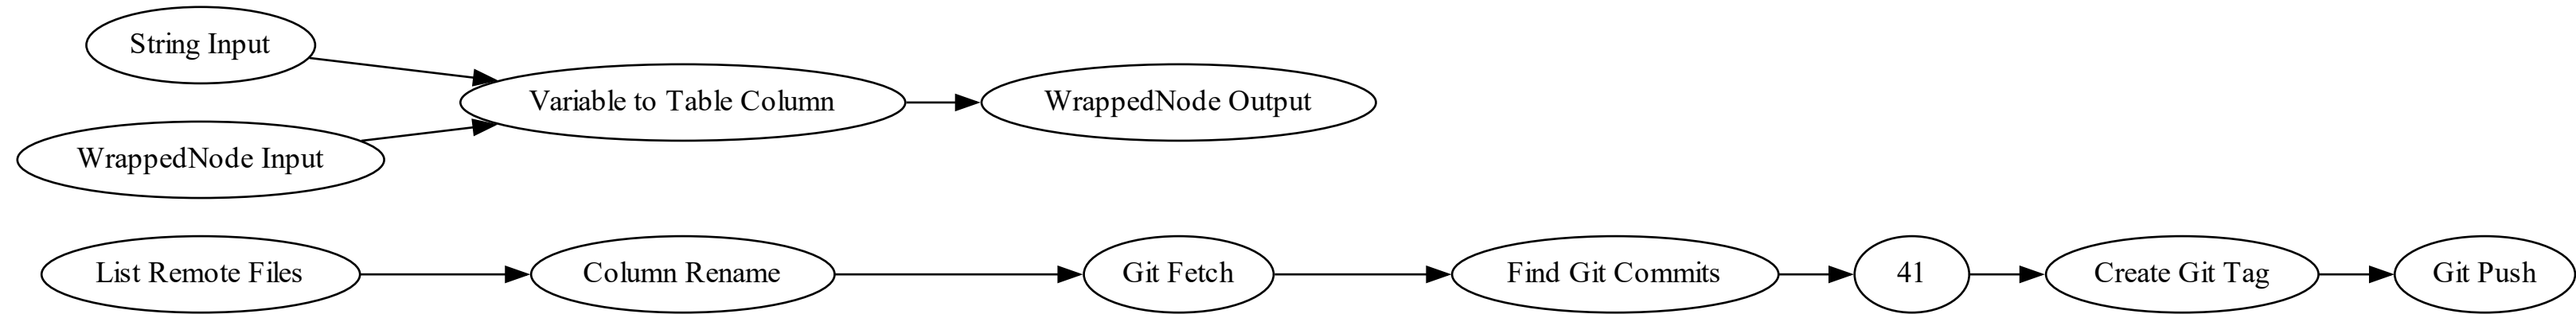 String Input
Variable to Table Column
WrappedNode Output
WrappedNode Input
List Remote Files
Column Rename
Git Fetch
Find Git Commits
41
Create Git Tag
Git Push